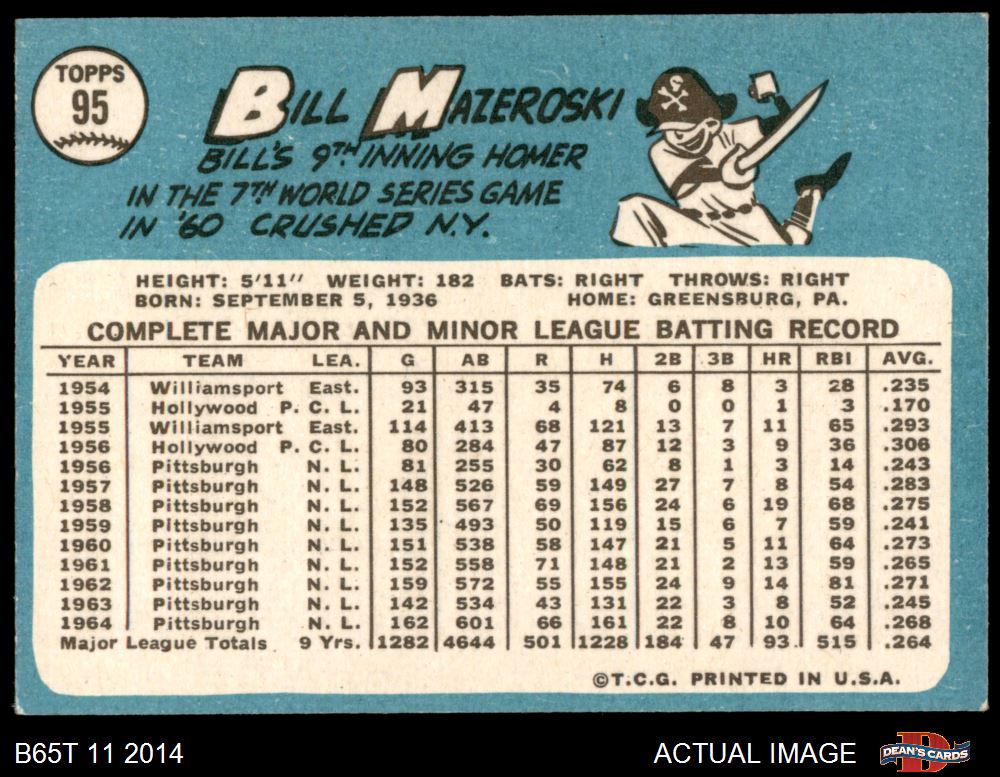 TOPPS
95
BILL MAZEROSKI
BILL'S 9TH INNING HOMER
IN THE 7TH WORLD SERIES GAME
IN '60 CRUSHED N.Y.
HEIGHT: 5'11" WEIGHT: 182 BATS: RIGHT THROWS: RIGHT
BORN: SEPTEMBER 5, 1936 HOME: GREENSBURG, PA.
COMPLETE MAJOR AND MINOR LEAGUE BATTING RECORD
YEAR TEAM LEA. G AB R H 2B 3B HR RBI AVG.
1954 Williamsport East. 93 315 35 74 6 8 3 28 .235
1955 Hollywood P. C. L. 21 47 4 8 0 0 1 3 .170
1955 Williamsport East. 114 413 68 121 13 7 11 65 .293
1956 Hollywood P. C. L. 80 284 47 87 12 3 9 36 .306
1956 Pittsburgh N. L. 81 255 30 62 8 1 3 14 .243
1957 Pittsburgh N. L. 148 526 59 149 27 7 8 54 .283
1958 Pittsburgh N. L. 152 567 69 156 24 6 19 68 .275
1959 Pittsburgh N. L. 135 493 50 119 15 6 7 59 .241
1960 Pittsburgh N. L. 151 538 58 147 21 5 11 64 .273
1961 Pittsburgh N. L. 152 558 71 148 21 2 13 59 .265
1962 Pittsburgh N. L. 159 572 55 155 24 9 14 81 .271
1963 Pittsburgh N. L. 142 534 43 131 22 3 8 52 .245
1964 Pittsburgh N. L. 162 601 66 161 22 8 10 64 .268
Major League Totals 9 Yrs. 1282 4644 501 1228 184 47 93 515 .264
©T.C.G. PRINTED IN U.S.A.
B65T 11 2014 ACTUAL IMAGE DEAN'S CARDS